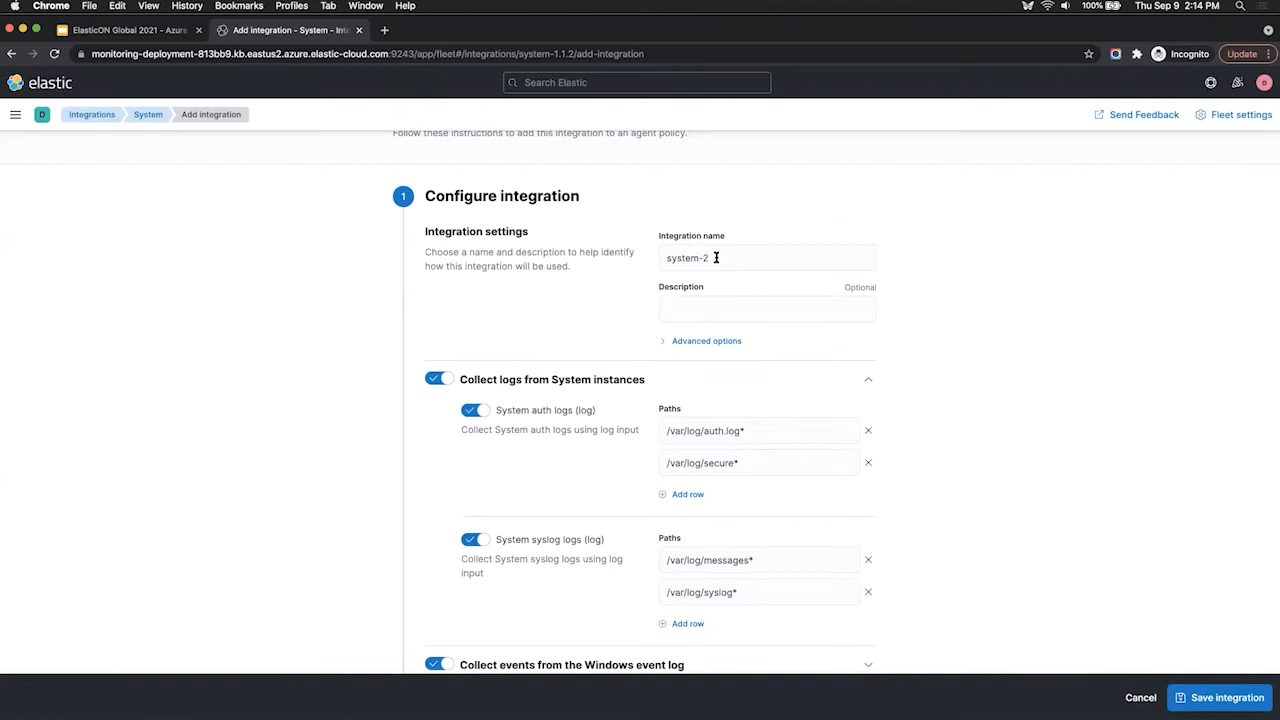 Chrome File Edit View History Bookmarks Profiles Tab Window Help 100% Thu Sep 9 2:14 PM
ElasticON Global 2021 - Azure
Add integration - System - Int
monitoring-deployment-813bb9.kb.eastus2.azure.elastic-cloud.com:9243/app/fleet#/integrations/system-1.1.2/add-integration
Incognito
Update
elastic
Search Elastic
D
Integrations
System
Add integration
Send Feedback
Fleet settings
Follow these instructions to add this integration to an agent policy.
1
Configure integration
Integration settings
Choose a name and description to help identify
how this integration will be used.
Integration name
system-2
Description
Optional
Advanced options
Collect logs from System instances
System auth logs (log)
Collect System auth logs using log input
Paths
/var/log/auth.log*
/var/log/secure*
Add row
System syslog logs (log)
Collect System syslog logs using log
input
Paths
/var/log/messages*
/var/log/syslog*
Add row
Collect events from the Windows event log
Cancel
Save integration